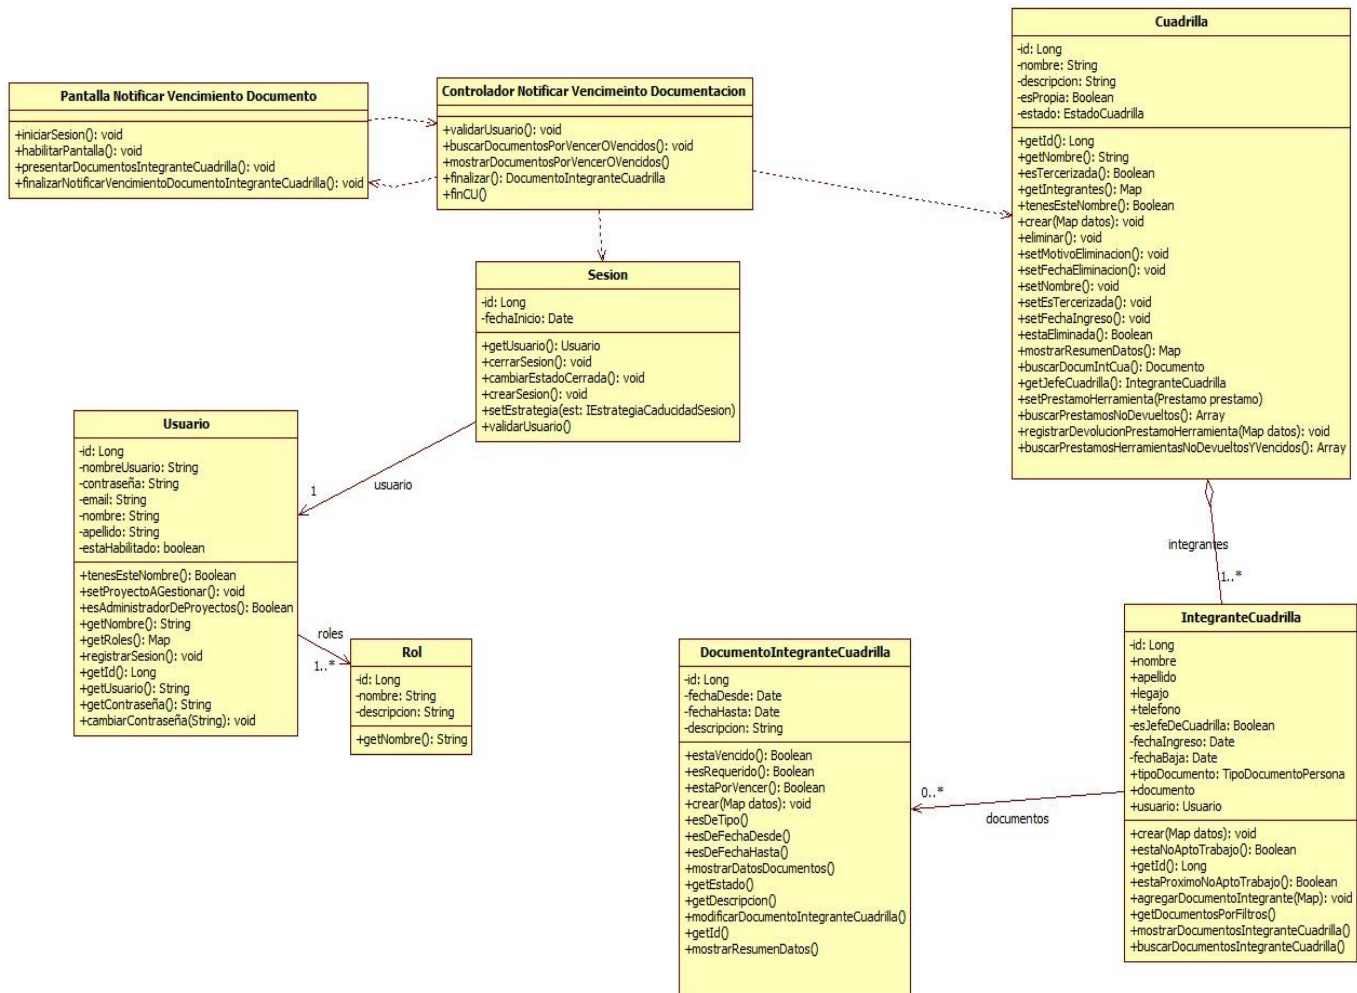 Pantalla Notificar Vencimiento Documento
+iniciarSesion(): void
+habilitarPantalla(): void
+presentarDocumentosIntegranteCuadrilla(): void
+finalizarNotificarVencimientoDocumentoIntegranteCuadrilla(): void
Controlador Notificar Vencimeinto Documentacion
+validarUsuario(): void
+buscarDocumentosPorVencerOVencidos(): void
+mostrarDocumentosPorVencerOVencidos()
+finalizar(): DocumentoIntegranteCuadrilla
+finCU()
Cuadrilla
-id: Long
-nombre: String
-descripcion: String
-esPropia: Boolean
-estado: EstadoCuadrilla
+getId(): Long
+getNombre(): String
+esTercerizada(): Boolean
+getIntegrantes(): Map
+tenesEsteNombre(): Boolean
+crear(Map datos): void
+eliminar(): void
+setMotivoEliminacion(): void
+setFechaEliminacion(): void
+setNombre(): void
+setEsTercerizada(): void
+setFechaIngreso(): void
+estaEliminada(): Boolean
+mostrarResumenDatos(): Map
+buscarDocumIntCua(): Documento
+getJefeCuadrilla(): IntegranteCuadrilla
+setPrestamoHerramienta(Prestamo prestamo)
+buscarPrestamosNoDevueltos(): Array
+registrarDevolucionPrestamoHerramienta(Map datos): void
+buscarPrestamosHerramientasNoDevueltosYVencidos(): Array
Sesion
-id: Long
-fechaInicio: Date
+getUsuario(): Usuario
+cerrarSesion(): void
+cambiarEstadoCerrada(): void
+crearSesion(): void
+setEstrategia(est: IEstrategiaCaducidadSesion)
+validarUsuario()
usuario
1
Usuario
-id: Long
-nombreUsuario: String
-contraseña: String
-email: String
-nombre: String
-apellido: String
-estaHabilitado: boolean
+tenesEsteNombre(): Boolean
+setProyectoAGestionar(): void
+esAdministradorDeProyectos(): Boolean
+getNombre(): String
+getRoles(): Map
+registrarSesion(): void
+getId(): Long
+getUsuario(): String
+getContraseña(): String
+cambiarContraseña(String): void
roles
1..*
Rol
-id: Long
-nombre: String
-descripcion: String
+getNombre(): String
integrantes
1..*
DocumentoIntegranteCuadrilla
-id: Long
-fechaDesde: Date
-fechaHasta: Date
-descripcion: String
+estaVencido(): Boolean
+esRequerido(): Boolean
+estaPorVencer(): Boolean
+crear(Map datos): void
+esDeTipo()
+esDeFechaDesde()
+esDeFechaHasta()
+mostrarDatosDocumentos()
+getEstado()
+getDescripcion()
+modificarDocumentoIntegranteCuadrilla()
+getId()
+mostrarResumenDatos()
0..*
documentos
IntegranteCuadrilla
-id: Long
+nombre
+apellido
+legajo
+telefono
-esJefeDeCuadrilla: Boolean
-fechaIngreso: Date
-fechaBaja: Date
+tipoDocumento: TipoDocumentoPersona
+documento
+usuario: Usuario
+crear(Map datos): void
+estaNoAptoTrabajo(): Boolean
+getId(): Long
+estaProximoNoAptoTrabajo(): Boolean
+agregarDocumentoIntegrante(Map): void
+getDocumentosPorFiltros()
+mostrarDocumentosIntegranteCuadrilla()
+buscarDocumentosIntegranteCuadrilla()